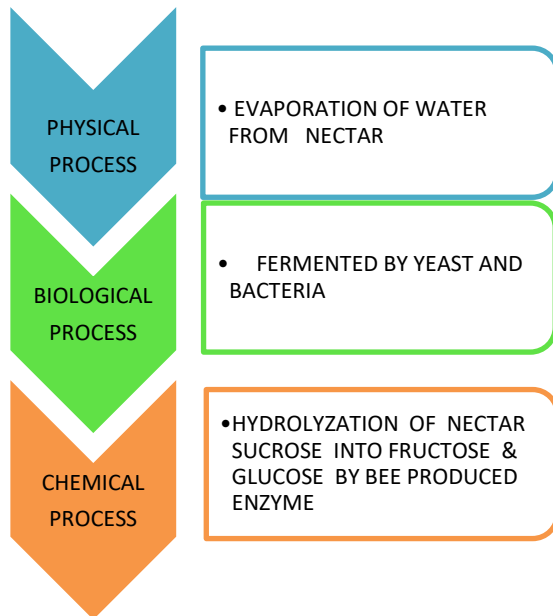 PHYSICAL
PROCESS
• EVAPORATION OF WATER
FROM NECTAR
BIOLOGICAL
PROCESS
• FERMENTED BY YEAST AND
BACTERIA
CHEMICAL
PROCESS
•HYDROLYZATION OF NECTAR
SUCROSE INTO FRUCTOSE &
GLUCOSE BY BEE PRODUCED
ENZYME